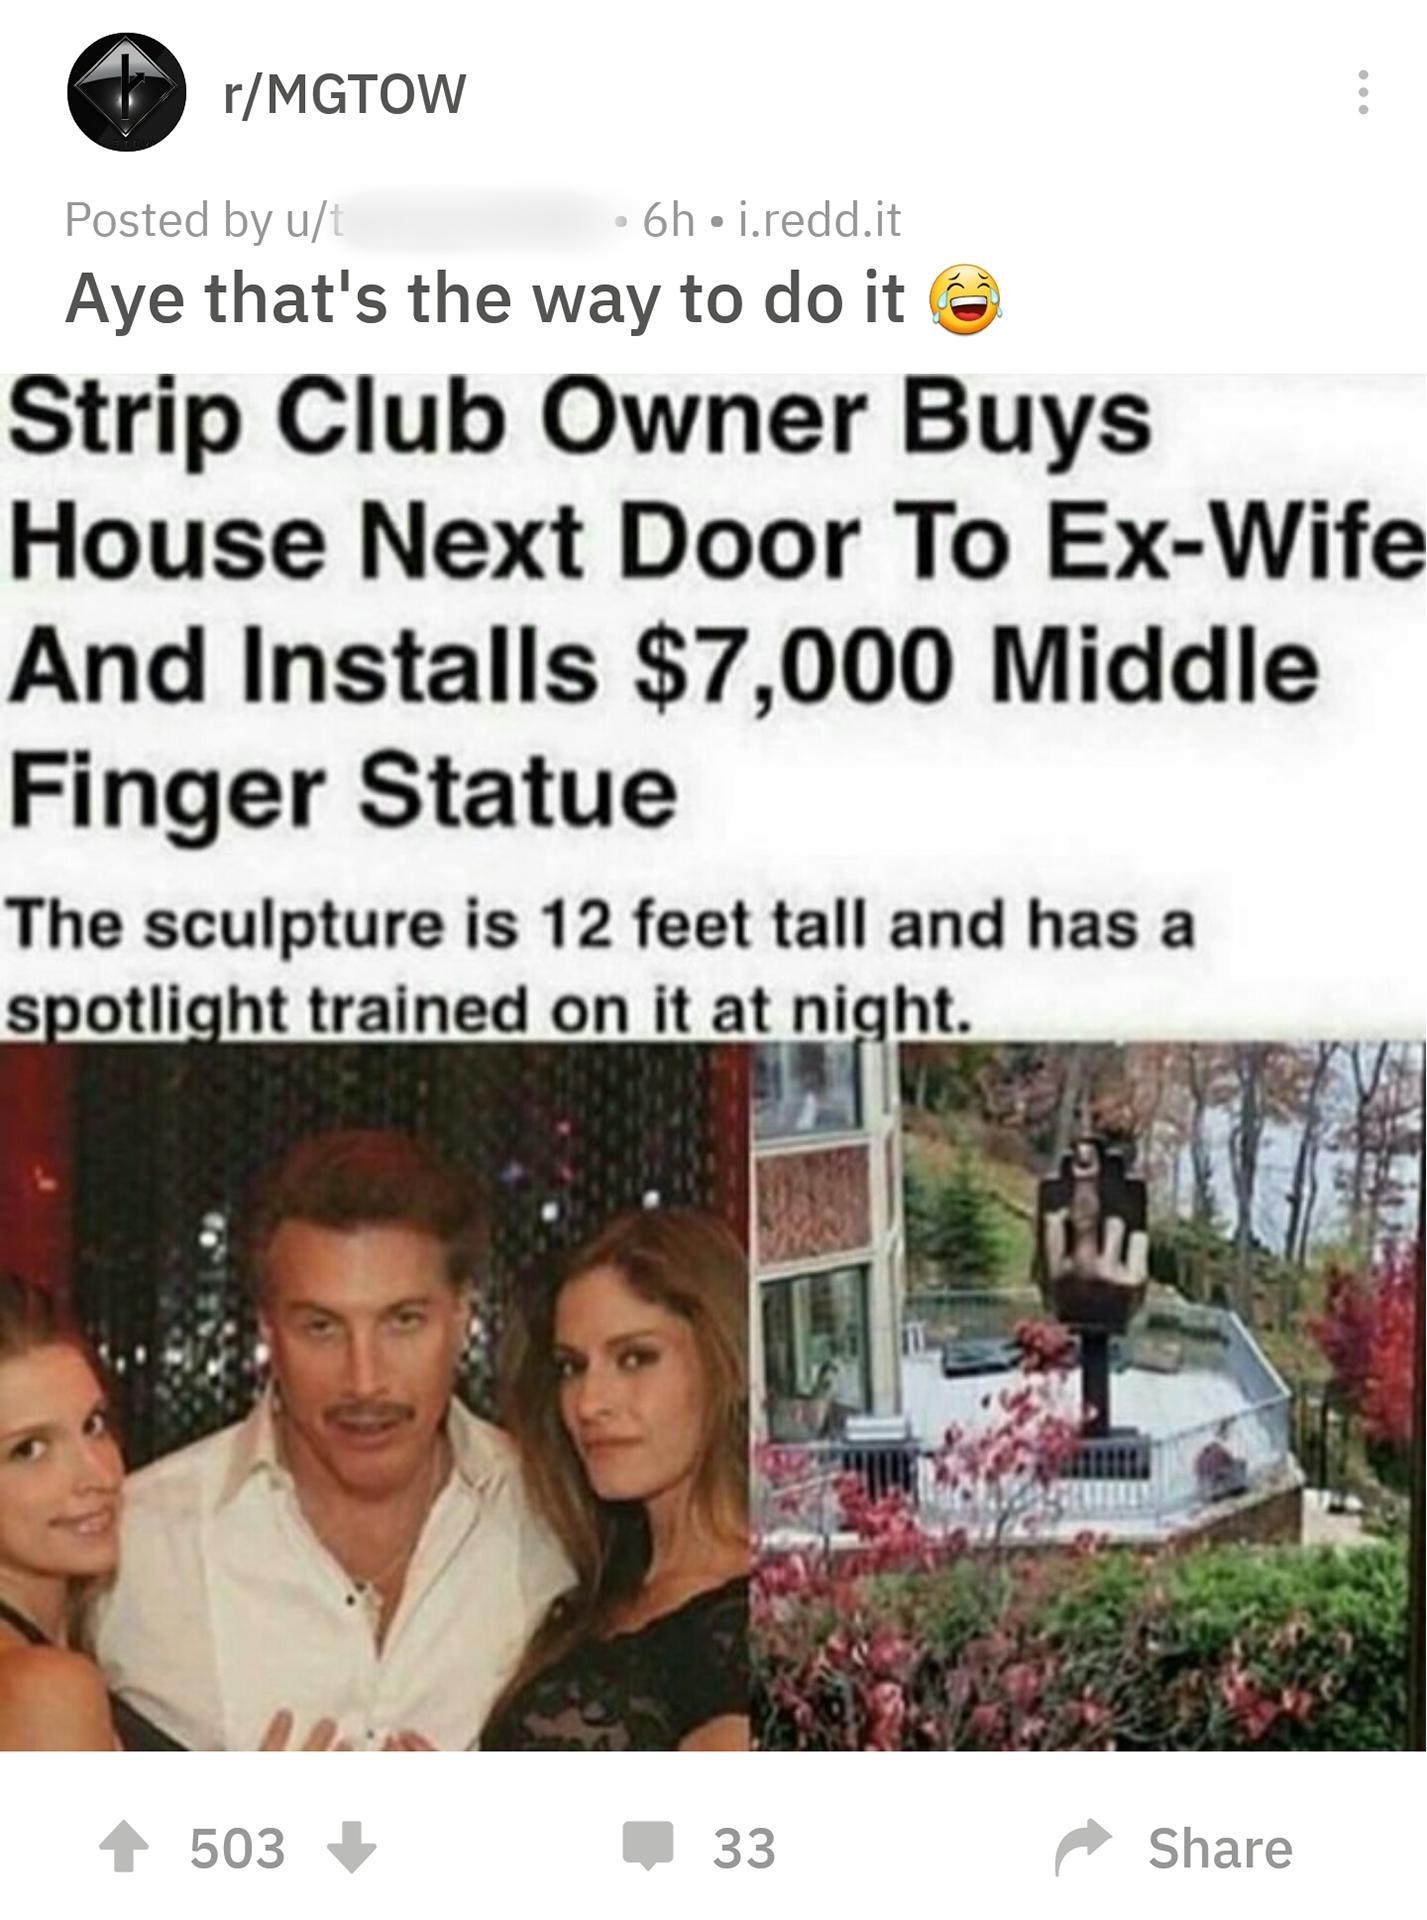 r/MGTOW
Posted by u/t • 6h • i.redd.it
Aye that's the way to do it 😂
Strip Club Owner Buys
House Next Door To Ex-Wife
And Installs $7,000 Middle
Finger Statue
The sculpture is 12 feet tall and has a
spotlight trained on it at night.
503
33
Share